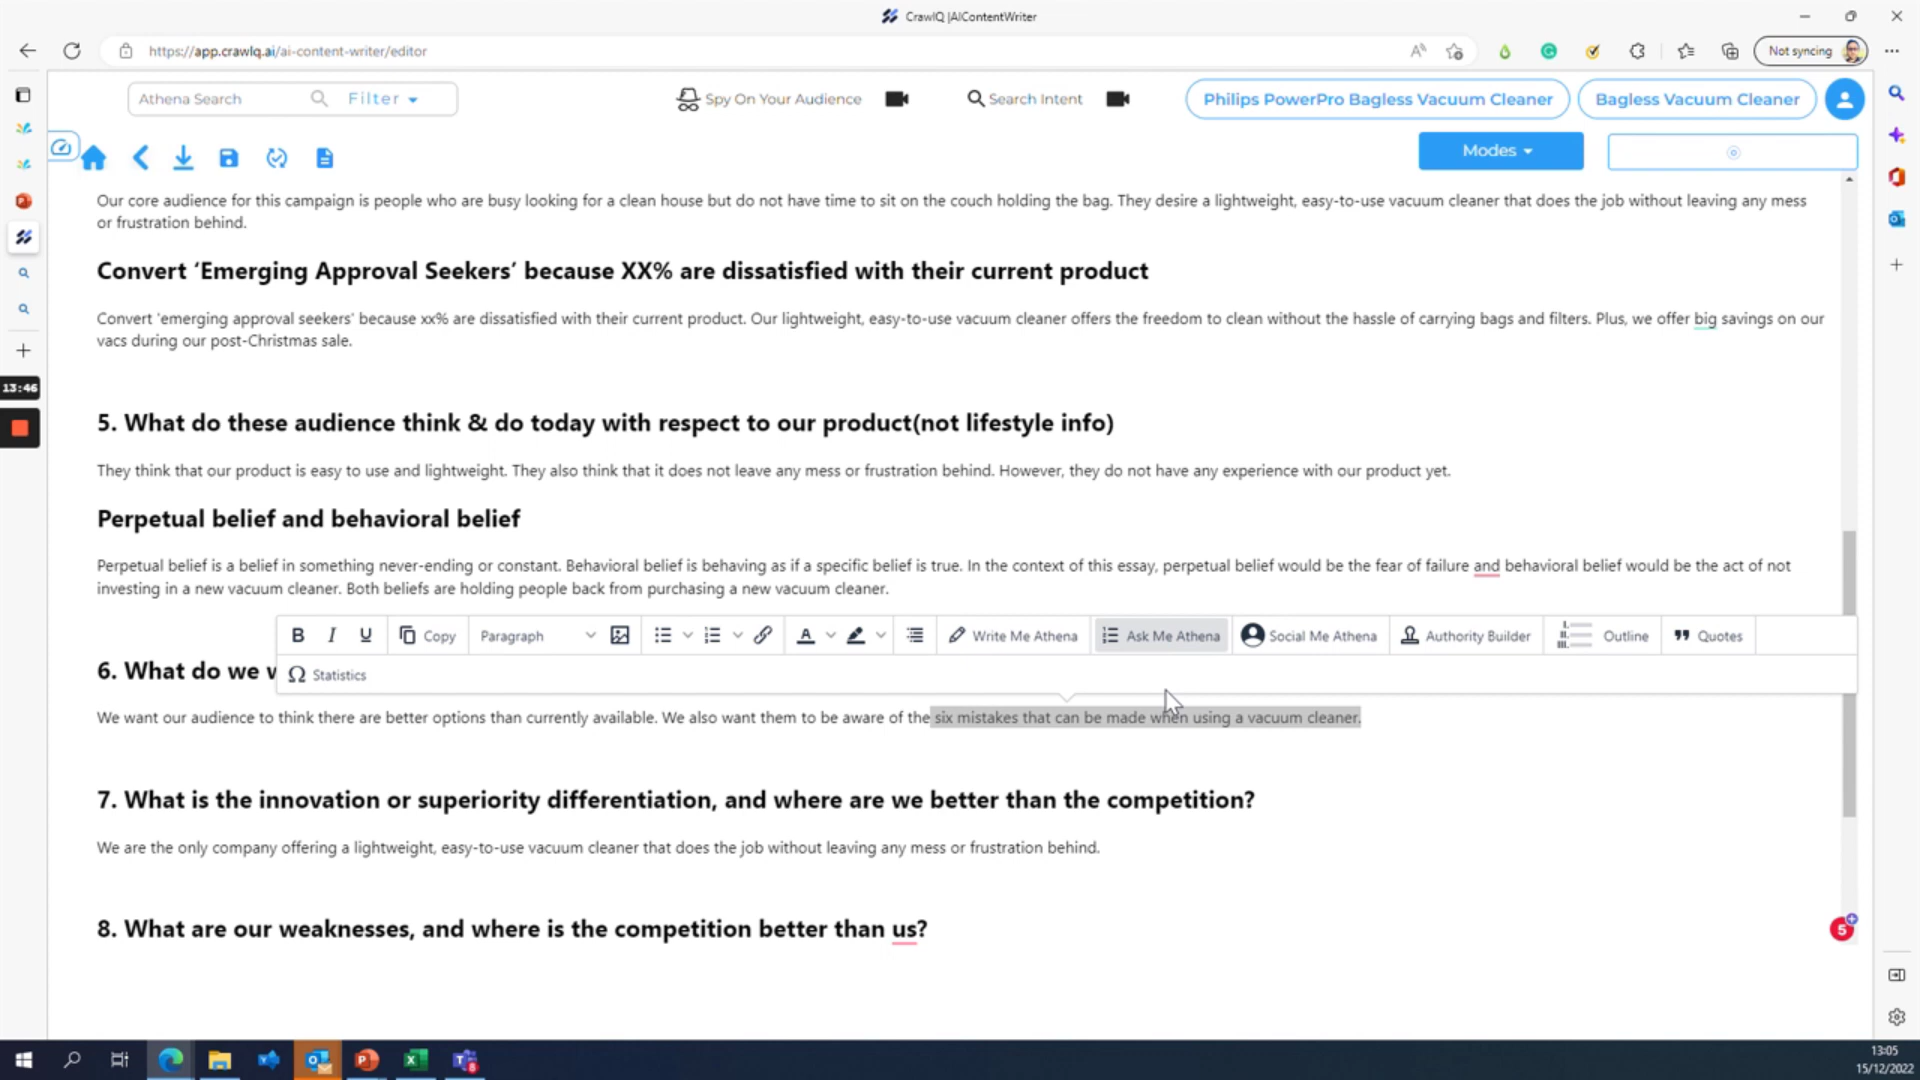 CrawlQ |AIContentWriter
https://app.crawlq.ai/ai-content-writer/editor
Not syncing
Athena Search
Filter
Spy On Your Audience
Search Intent
Philips PowerPro Bagless Vacuum Cleaner
Bagless Vacuum Cleaner
Modes
Our core audience for this campaign is people who are busy looking for a clean house but do not have time to sit on the couch holding the bag. They desire a lightweight, easy-to-use vacuum cleaner that does the job without leaving any mess
or frustration behind.
Convert ‘Emerging Approval Seekers’ because XX% are dissatisfied with their current product
Convert 'emerging approval seekers' because xx% are dissatisfied with their current product. Our lightweight, easy-to-use vacuum cleaner offers the freedom to clean without the hassle of carrying bags and filters. Plus, we offer big savings on our
vacs during our post-Christmas sale.
13:46
5. What do these audience think & do today with respect to our product(not lifestyle info)
They think that our product is easy to use and lightweight. They also think that it does not leave any mess or frustration behind. However, they do not have any experience with our product yet.
Perpetual belief and behavioral belief
Perpetual belief is a belief in something never-ending or constant. Behavioral belief is behaving as if a specific belief is true. In the context of this essay, perpetual belief would be the fear of failure and behavioral belief would be the act of not
investing in a new vacuum cleaner. Both beliefs are holding people back from purchasing a new vacuum cleaner.
B I U Copy Paragraph A Write Me Athena Ask Me Athena Social Me Athena Authority Builder Outline Quotes
6. What do we w
Ω Statistics
We want our audience to think there are better options than currently available. We also want them to be aware of the six mistakes that can be made when using a vacuum cleaner.
7. What is the innovation or superiority differentiation, and where are we better than the competition?
We are the only company offering a lightweight, easy-to-use vacuum cleaner that does the job without leaving any mess or frustration behind.
8. What are our weaknesses, and where is the competition better than us?
5
13:05
15/12/2022